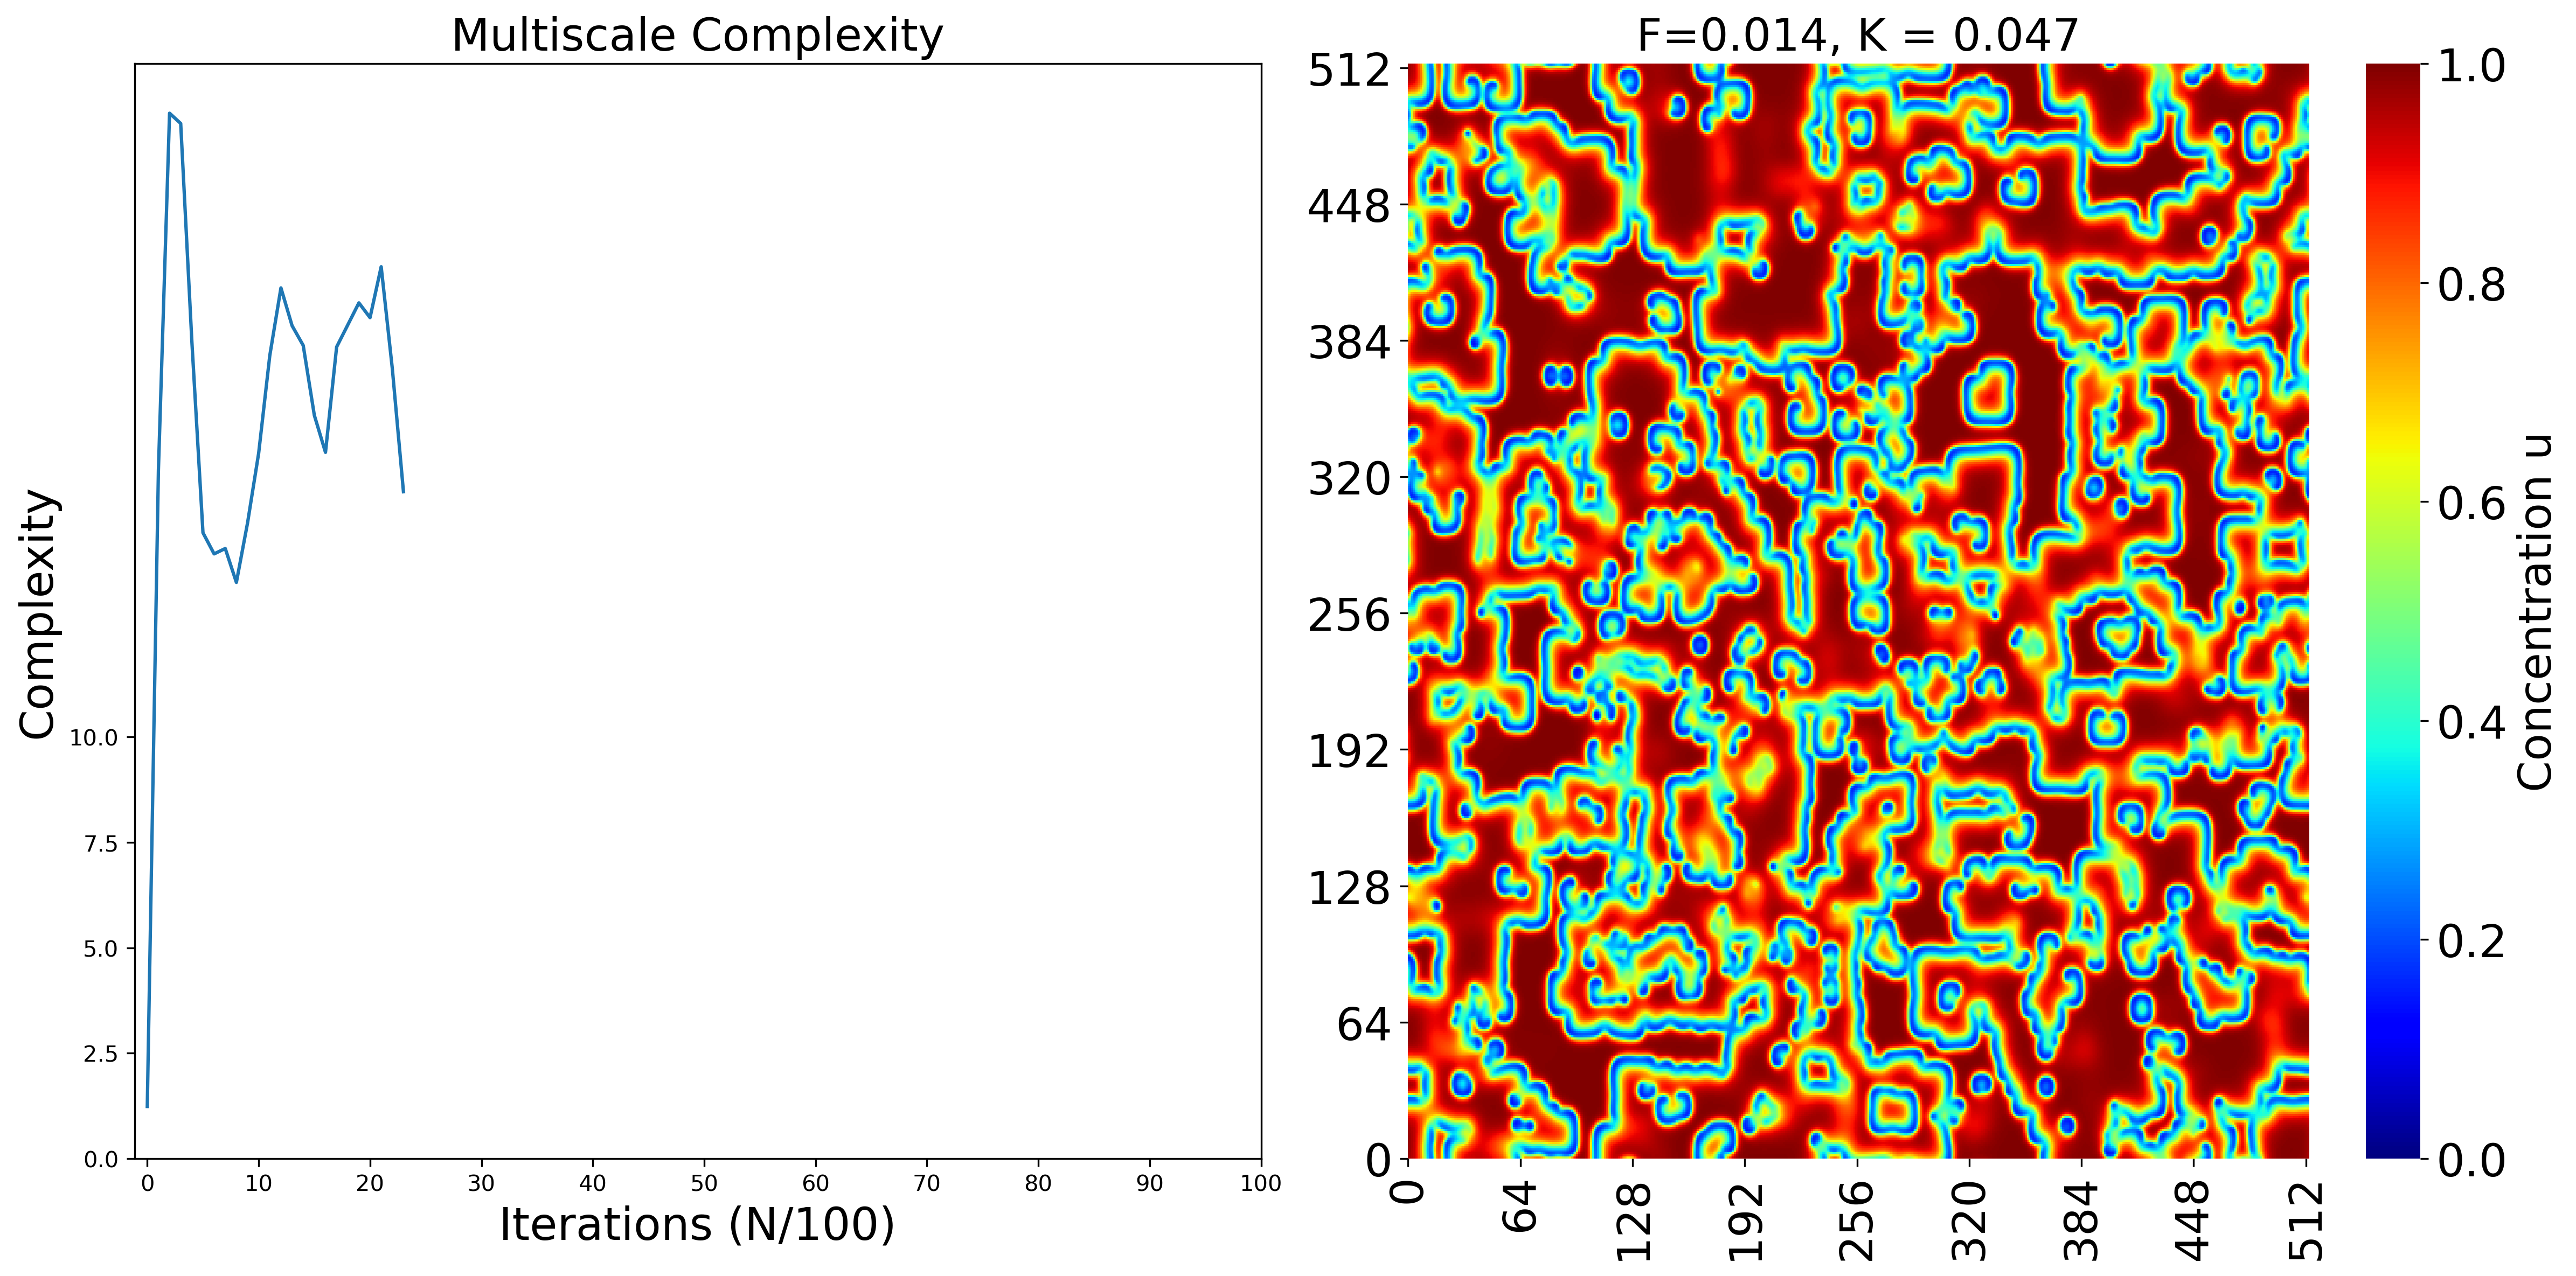 Multiscale Complexity
Complexity
10.0
7.5
5.0
2.5
0.0
0 10 20 30 40 50 60 70 80 90 100
Iterations (N/100)
F=0.014, K = 0.047
512
448
384
320
256
192
128
64
0
0 64 128 192 256 320 384 448 512
1.0
0.8
0.6
0.4
0.2
0.0
Concentration u